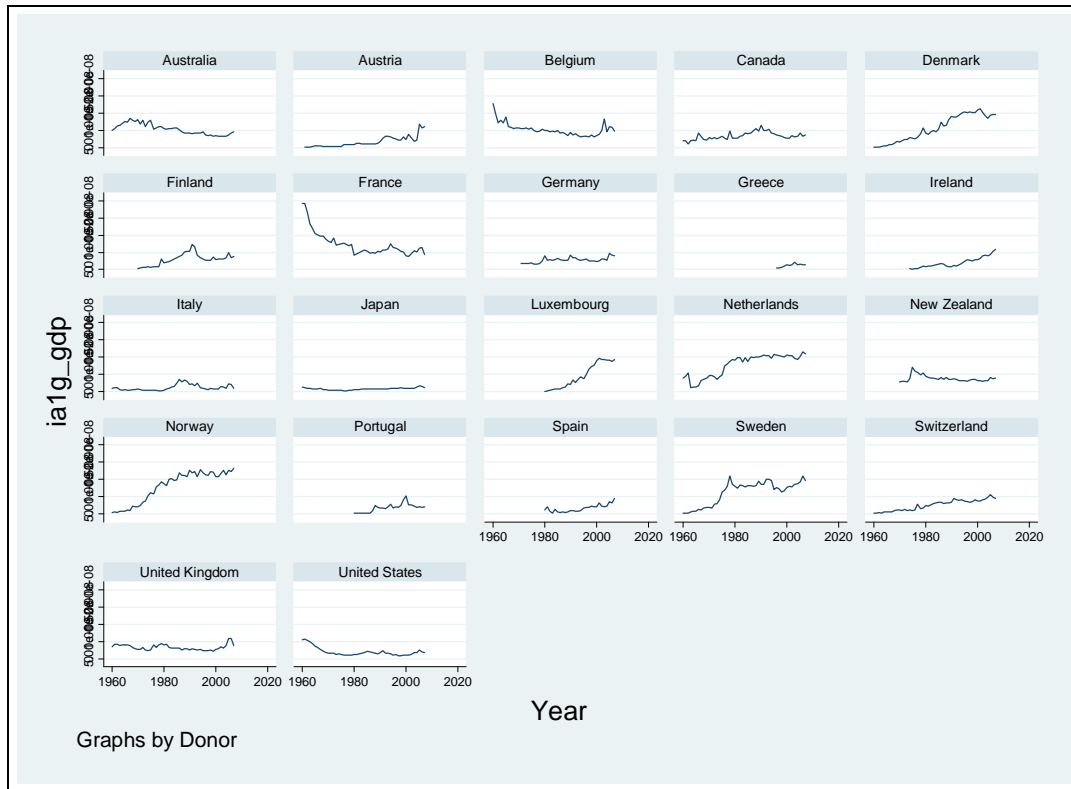 Australia Austria Belgium Canada Denmark
Finland France Germany Greece Ireland
Italy Japan Luxembourg Netherlands New Zealand
Norway Portugal Spain Sweden Switzerland
1960 1980 2000 2020 1960 1980 2000 2020 1960 1980 2000 2020
United Kingdom United States
1960 1980 2000 2020 1960 1980 2000 2020
ia1g_gdp
Year
Graphs by Donor